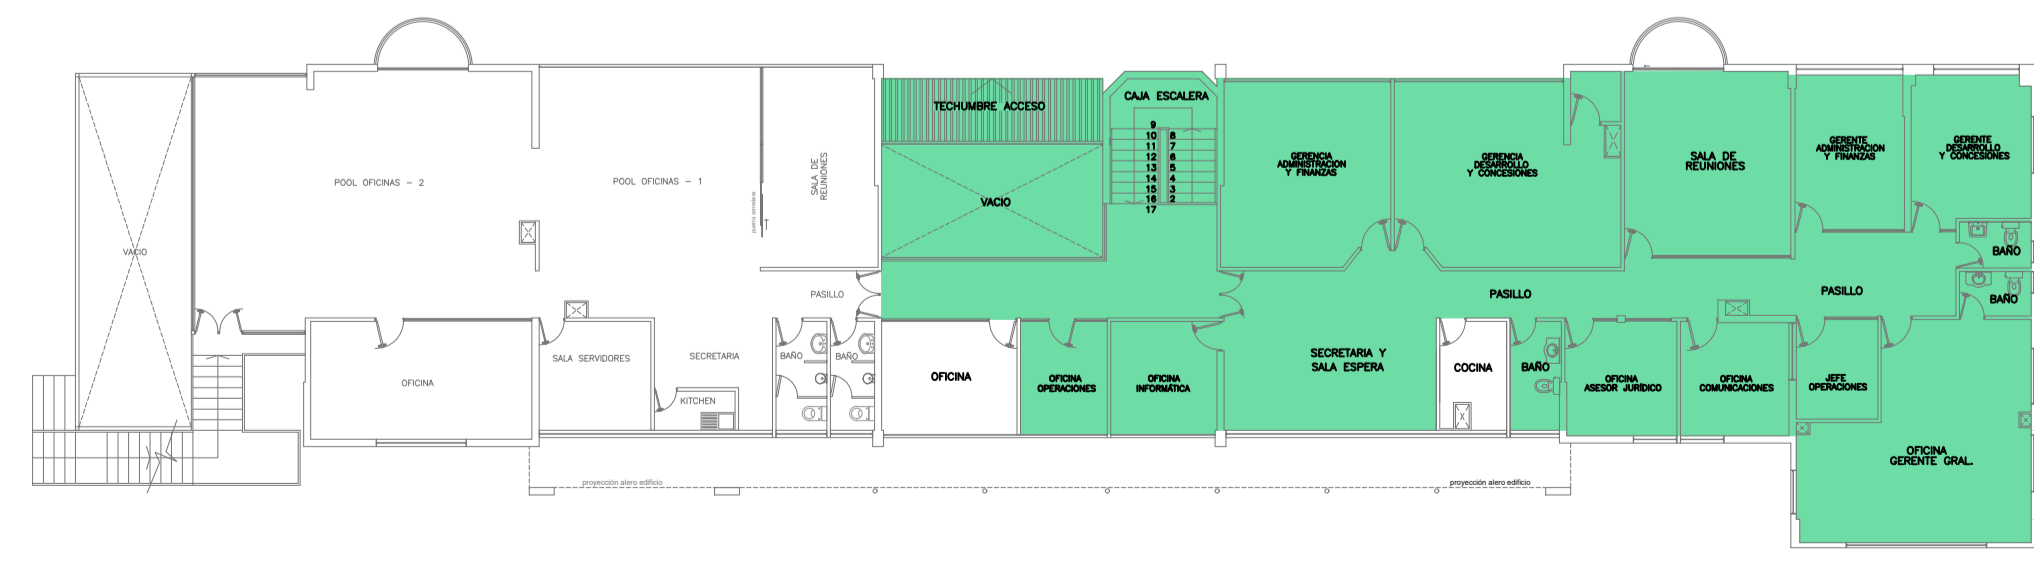 TECHUMBRE ACCESO
CAJA ESCALERA
9
10 8
11 7
12 6
13 5
14 4
15 3
16 2
17
POOL OFICINAS - 2
POOL OFICINAS - 1
SALA DE
REUNIONES
puerta corredera
VACIO
VACIO
GERENCIA
ADMINISTRACION
Y FINANZAS
GERENCIA
DESARROLLO
Y CONCESIONES
SALA DE
REUNIONES
GERENTE
ADMINISTRACION
Y FINANZAS
GERENTE
DESARROLLO
Y CONCESIONES
BAÑO
BAÑO
PASILLO
PASILLO
PASILLO
OFICINA
SALA SERVIDORES
SECRETARIA
KITCHEN
BAÑO
BAÑO
OFICINA
OFICINA
OPERACIONES
OFICINA
INFORMÁTICA
SECRETARIA Y
SALA ESPERA
COCINA
BAÑO
OFICINA
ASESOR JURÍDICO
OFICINA
COMUNICACIONES
JEFE
OPERACIONES
OFICINA
GERENTE GRAL.
proyección alero edificio
proyección alero edificio